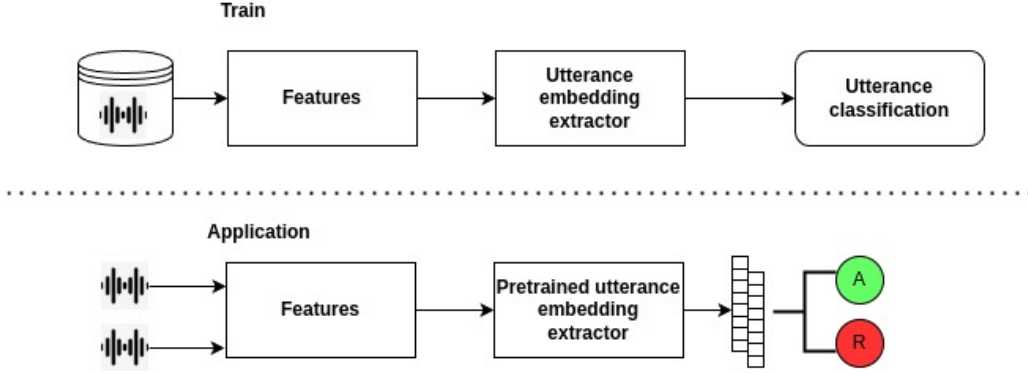 Train
Features
Utterance
embedding
extractor
Utterance
classification
Application
Features
Pretrained utterance
embedding
extractor
A
R